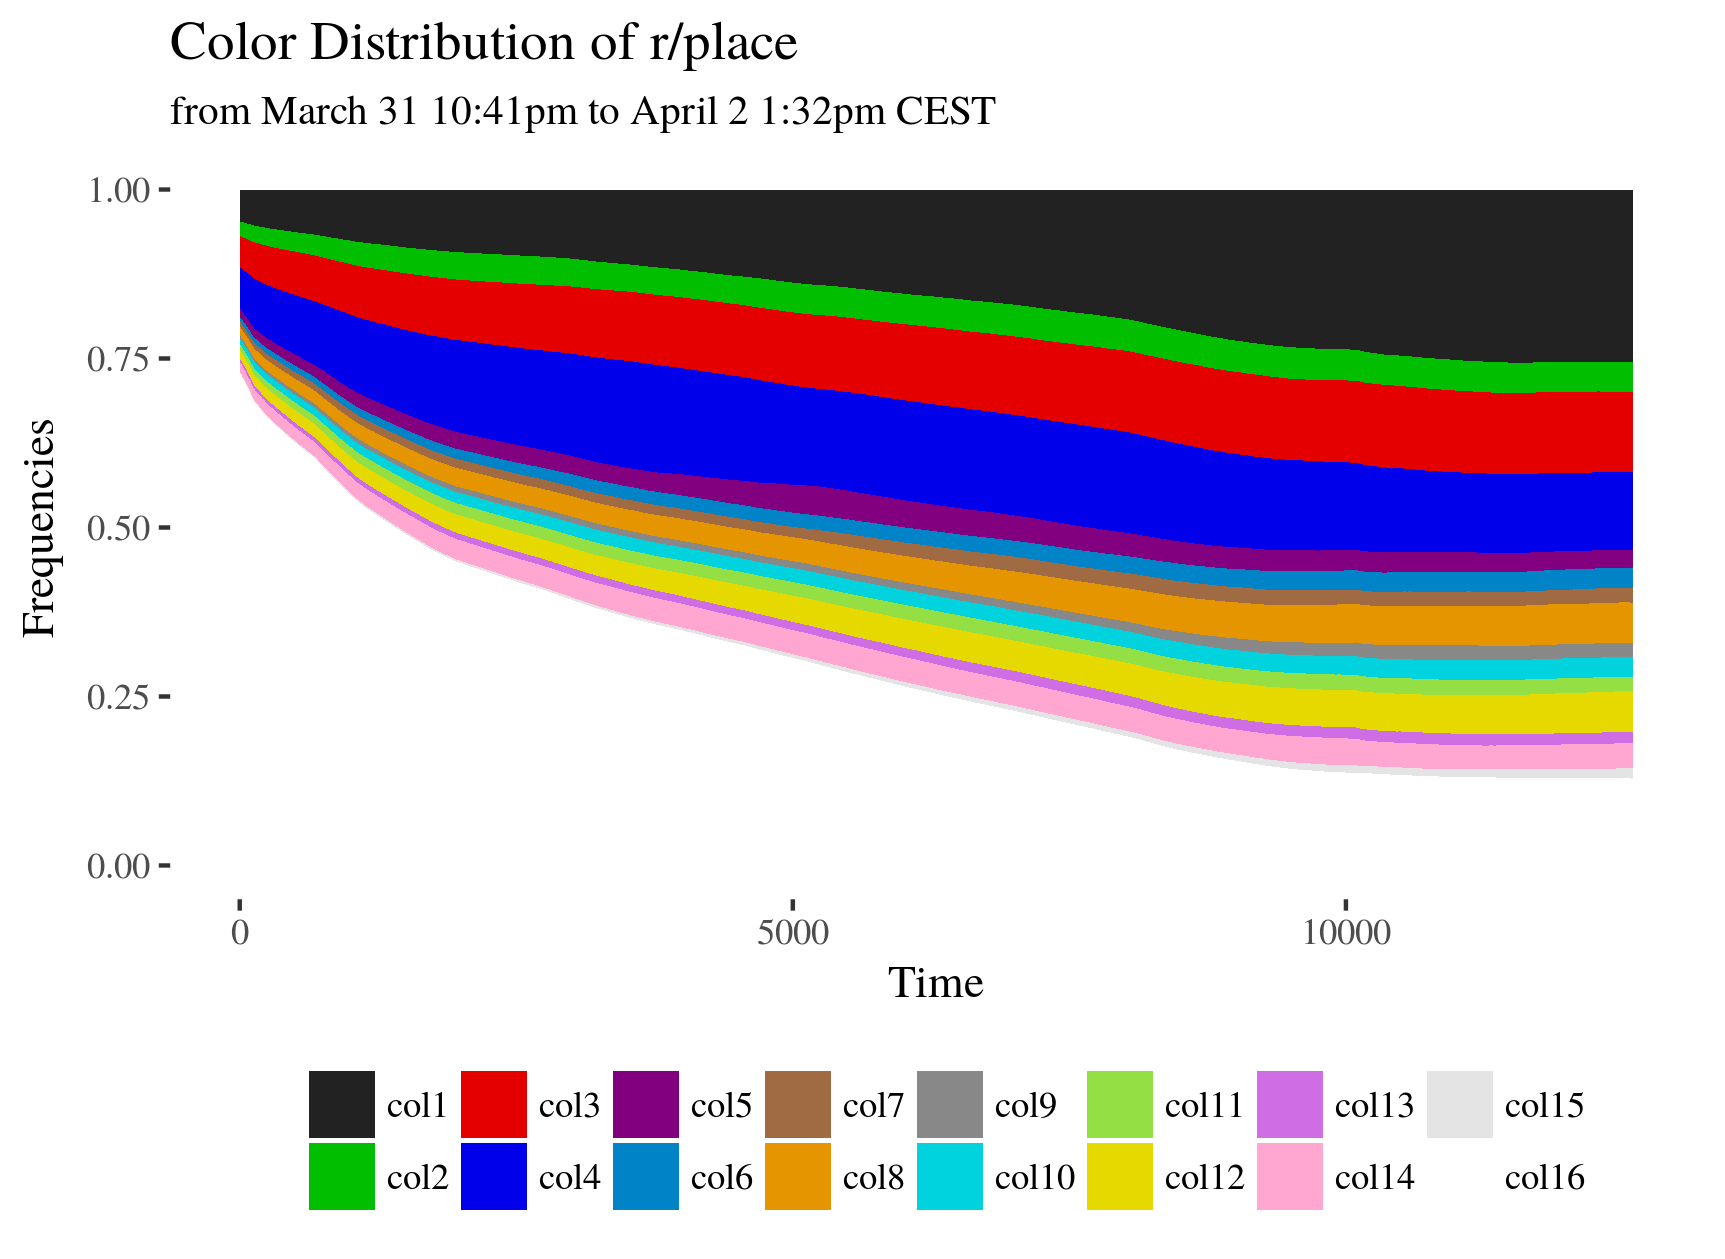 Color Distribution of r/place
from March 31 10:41pm to April 2 1:32pm CEST
1.00
0.75
0.50
0.25
0.00
Frequencies
0 5000 10000
Time
col1 col3 col5 col7 col9 col11 col13 col15
col2 col4 col6 col8 col10 col12 col14 col16